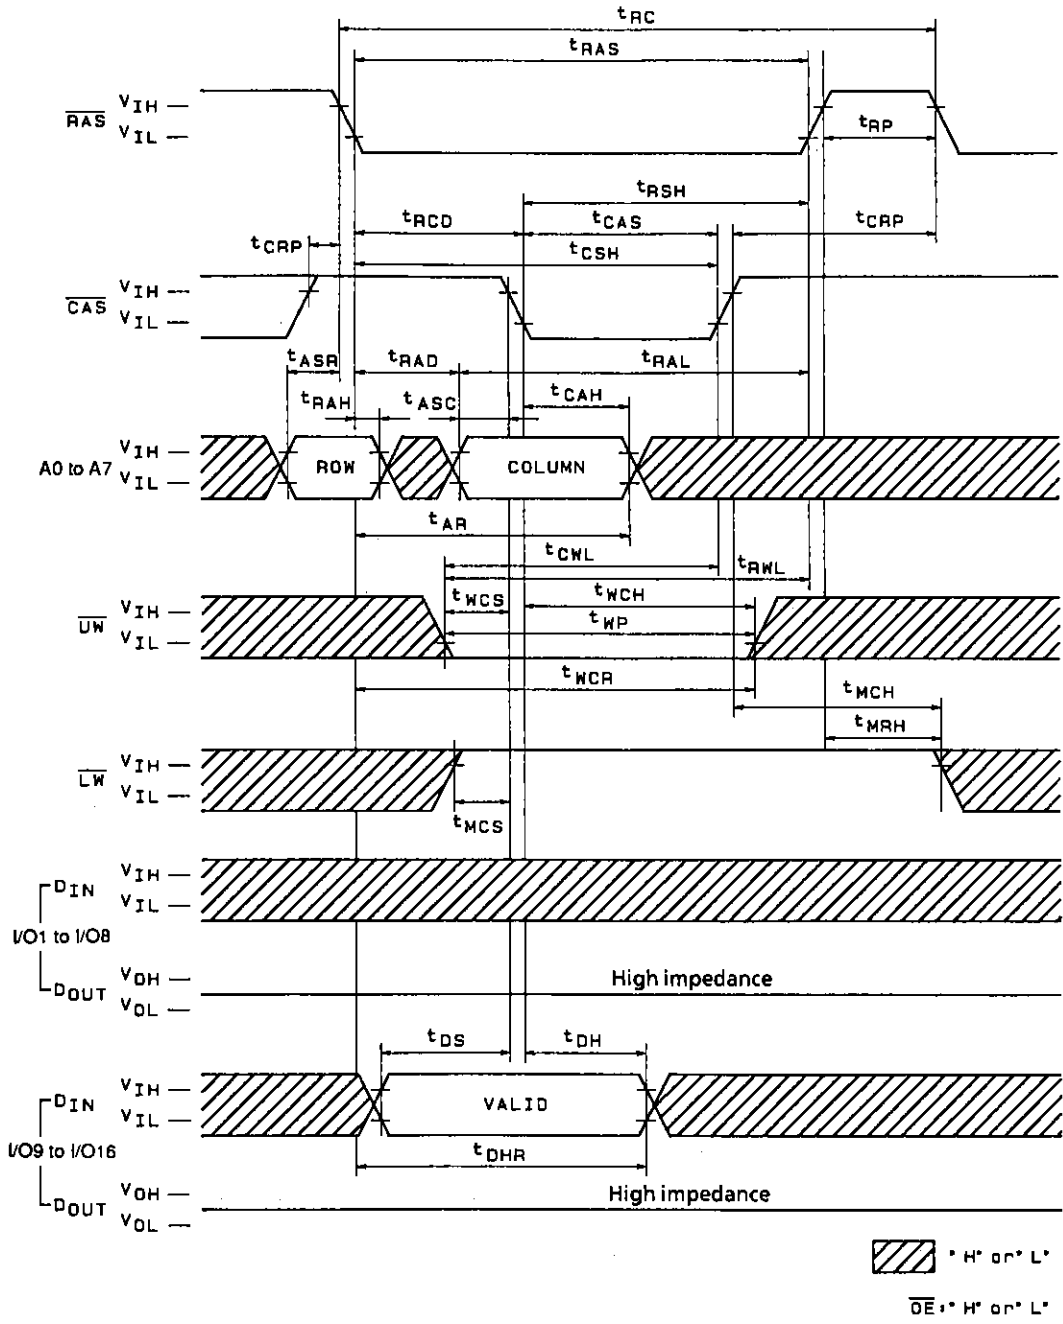 tRC
tRAS
RAS VIH
VIL
tRP
tRSH
tRCD tCAS tCRP
tCRP
tCSH
CAS VIH
VIL
tASR tRAD tRAL
tRAH tASC tCAH
A0 to A7 VIH
VIL
ROW COLUMN
tAR
tCWL
tRWL
UW VIH
VIL
tWCS tWCH
tWP
tWCR
tMCH
tMRH
LW VIH
VIL
tMCS
DIN VIH
VIL
I/O1 to I/O8
DOUT VOH
VOL
High impedance
tDS tDH
DIN VIH
VIL
VALID
I/O9 to I/O16
tDHR
DOUT VOH
VOL
High impedance
"H" or "L"
OE: "H" or "L"